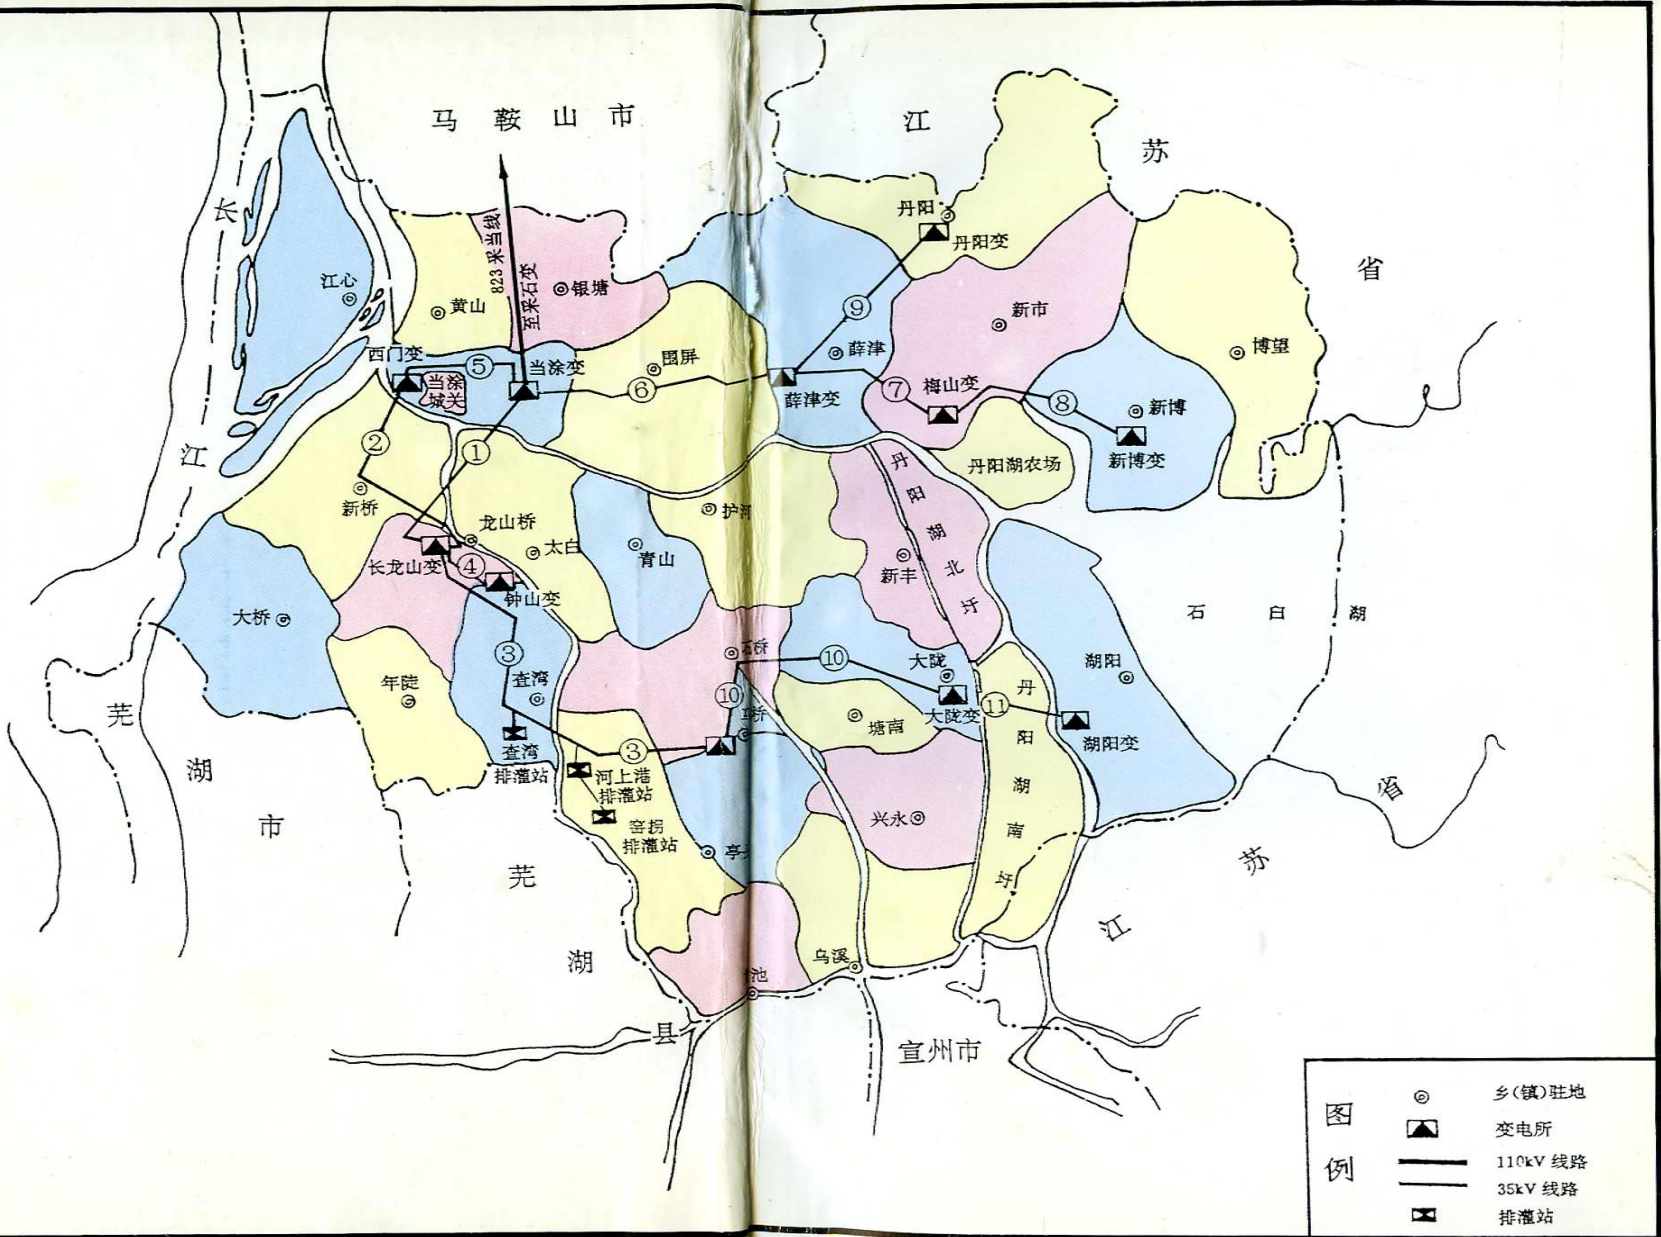 马鞍山市
江
苏
省
长
江
江心
黄山
银塘
823采当线
至采石变
西门变
当涂
城关
当涂变
⑤
围屏
⑥
丹阳
丹阳变
⑨
薛津
薛津变
新市
⑦
梅山变
⑧
新博
新博变
博望
丹阳湖农场
②
①
新桥
龙山桥
太白
青山
护河
长龙山变
④
钟山变
丹
阳
湖
北
圩
新丰
石白湖
大桥
③
查湾
年陡
查湾
排灌站
石桥
⑩
⑩
大陇
大陇变
塘南
⑪
湖阳
湖阳变
丹
阳
湖
南
圩
③
河上港
排灌站
窑拐
排灌站
桥
亭
兴永
池
乌溪
芜
湖
市
芜
湖
县
宣州市
江
苏
省
图
例
乡(镇)驻地
变电所
110kV 线路
35kV 线路
排灌站